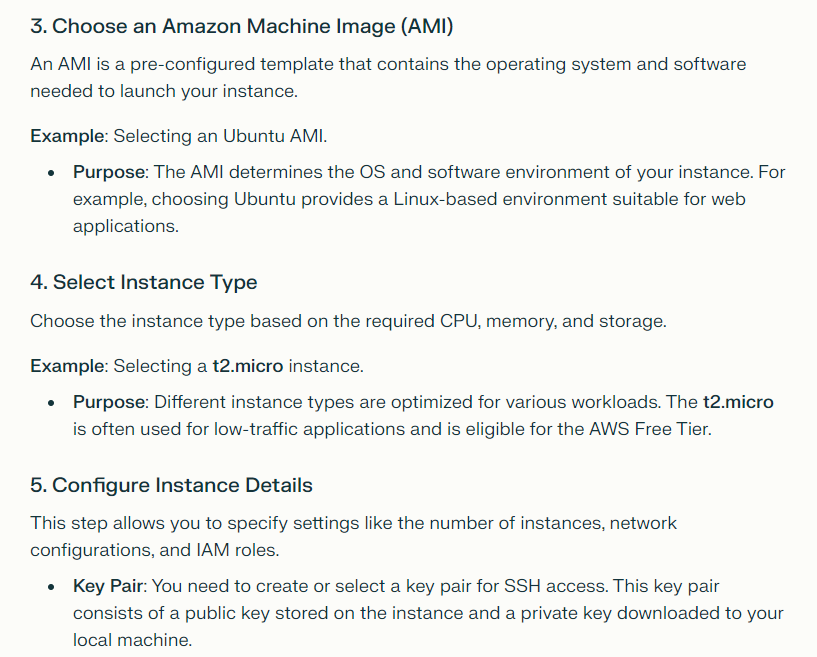 3. Choose an Amazon Machine Image (AMI)
An AMI is a pre-configured template that contains the operating system and software
needed to launch your instance.
Example: Selecting an Ubuntu AMI.
• Purpose: The AMI determines the OS and software environment of your instance. For
example, choosing Ubuntu provides a Linux-based environment suitable for web
applications.
4. Select Instance Type
Choose the instance type based on the required CPU, memory, and storage.
Example: Selecting a t2.micro instance.
• Purpose: Different instance types are optimized for various workloads. The t2.micro
is often used for low-traffic applications and is eligible for the AWS Free Tier.
5. Configure Instance Details
This step allows you to specify settings like the number of instances, network
configurations, and IAM roles.
• Key Pair: You need to create or select a key pair for SSH access. This key pair
consists of a public key stored on the instance and a private key downloaded to your
local machine.